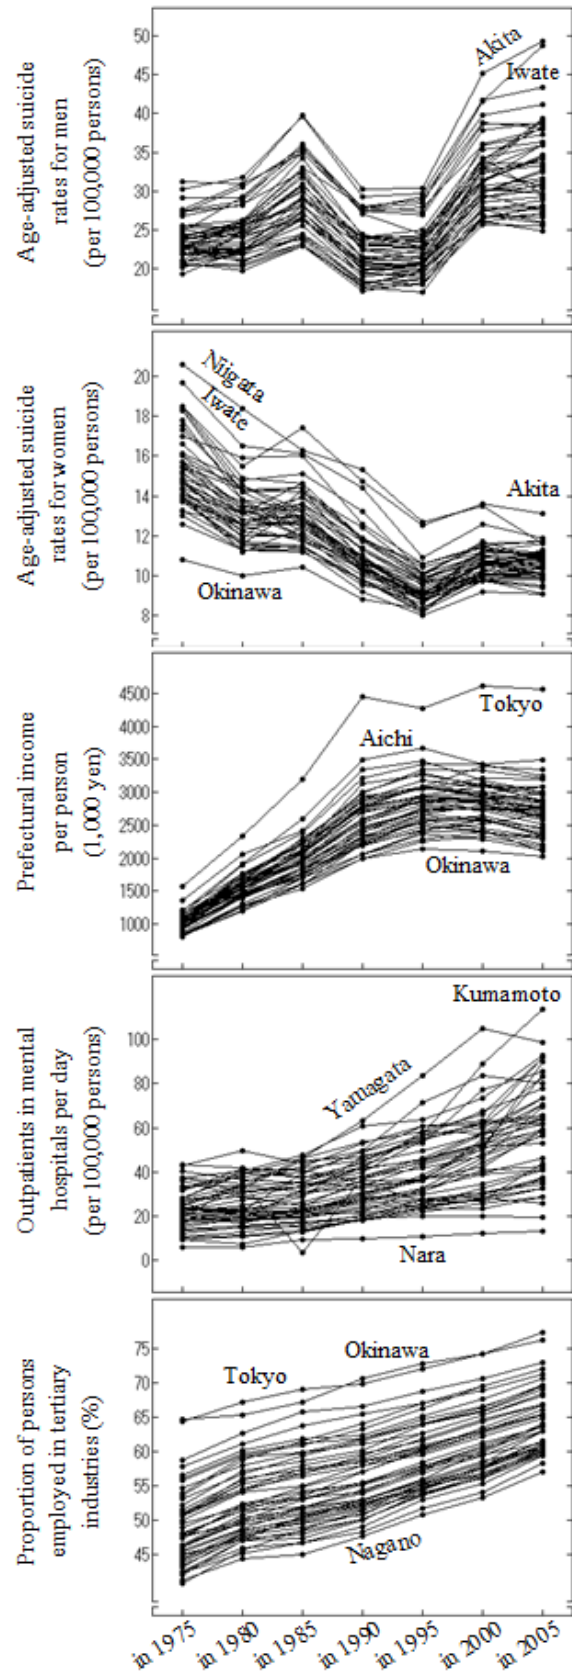 Age-adjusted suicide
rates for men
(per 100,000 persons)
50
45
40
35
30
25
20
Akita
Iwate
Age-adjusted suicide
rates for women
(per 100,000 persons)
20
18
16
14
12
10
8
Niigata
Iwate
Akita
Okinawa
Prefectural income
per person
(1,000 yen)
4500
4000
3500
3000
2500
2000
1500
1000
Tokyo
Aichi
Okinawa
Outpatients in mental
hospitals per day
(per 100,000 persons)
100
80
60
40
20
0
Kumamoto
Yamagata
Nara
Proportion of persons
employed in tertiary
industries (%)
75
70
65
60
55
50
45
Okinawa
Tokyo
Nagano
in 1975
in 1980
in 1985
in 1990
in 1995
in 2000
in 2005